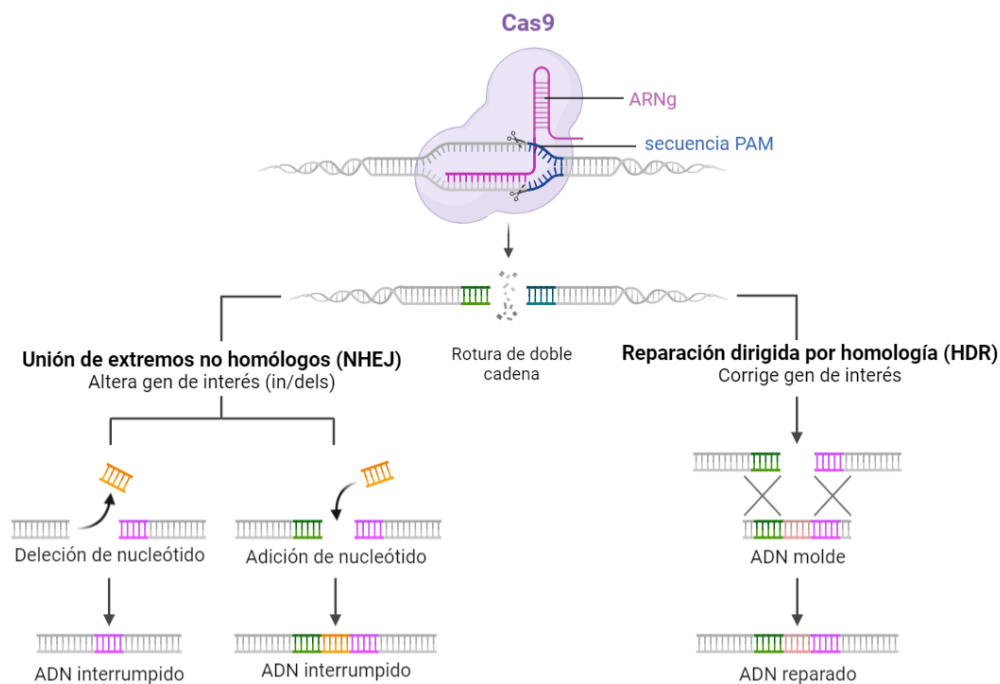 Cas9
ARNg
secuencia PAM
Rotura de doble
cadena
Unión de extremos no homólogos (NHEJ)
Altera gen de interés (in/dels)
Reparación dirigida por homología (HDR)
Corrige gen de interés
Deleción de nucleótido
Adición de nucleótido
ADN molde
ADN interrumpido
ADN interrumpido
ADN reparado